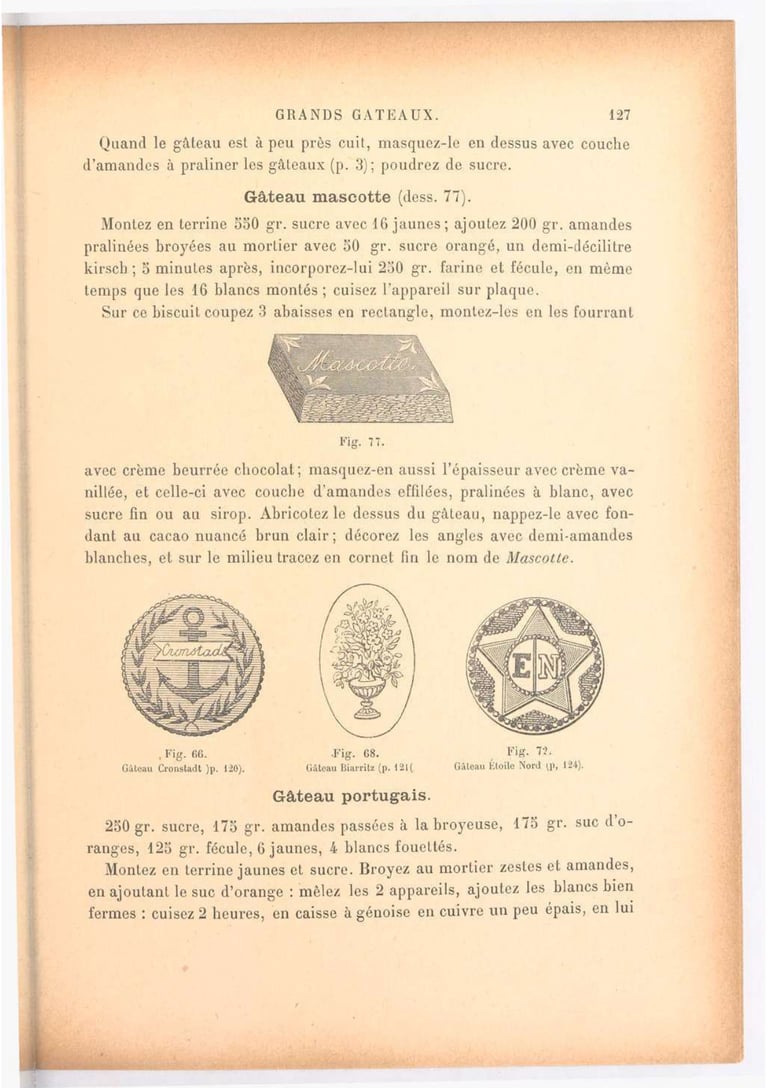 GRANDS GATEAUX. 127
Quand le gâteau est à peu près cuit, masquez-le en dessus avec couche
d'amandes à praliner les gâteaux (p. 3); poudrez de sucre.
Gâteau mascotte (dess. 77).
Montez en terrine 550 gr. sucre avec 16 jaunes; ajoutez 200 gr. amandes
pralinées broyées au mortier avec 50 gr. sucre orangé, un demi-décilitre
kirsch; 5 minutes après, incorporez-lui 250 gr. farine et fécule, en même
temps que les 16 blancs montés; cuisez l'appareil sur plaque.
Sur ce biscuit coupez 3 abaisses en rectangle, montez-les en les fourrant
Mascotte.
Fig. 77.
avec crème beurrée chocolat; masquez-en aussi l'épaisseur avec crème va-
nillée, et celle-ci avec couche d'amandes effilées, pralinées à blanc, avec
sucre fin ou au sirop. Abricotez le dessus du gâteau, nappez-le avec fon-
dant au cacao nuancé brun clair; décorez les angles avec demi-amandes
blanches, et sur le milieu tracez en cornet fin le nom de Mascotte.
Cronstadt
E N
Fig. 66.
Gâteau Cronstadt )p. 120).
Fig. 68.
Gâteau Biarritz (p. 121(
Fig. 72.
Gâteau Étoile Nord (p, 124).
Gâteau portugais.
250 gr. sucre, 175 gr. amandes passées à la broyeuse, 175 gr. suc d'o-
ranges, 125 gr. fécule, 6 jaunes, 4 blancs fouettés.
Montez en terrine jaunes et sucre. Broyez au mortier zestes et amandes,
en ajoutant le suc d'orange : mêlez les 2 appareils, ajoutez les blancs bien
fermes : cuisez 2 heures, en caisse à génoise en cuivre un peu épais, en lui